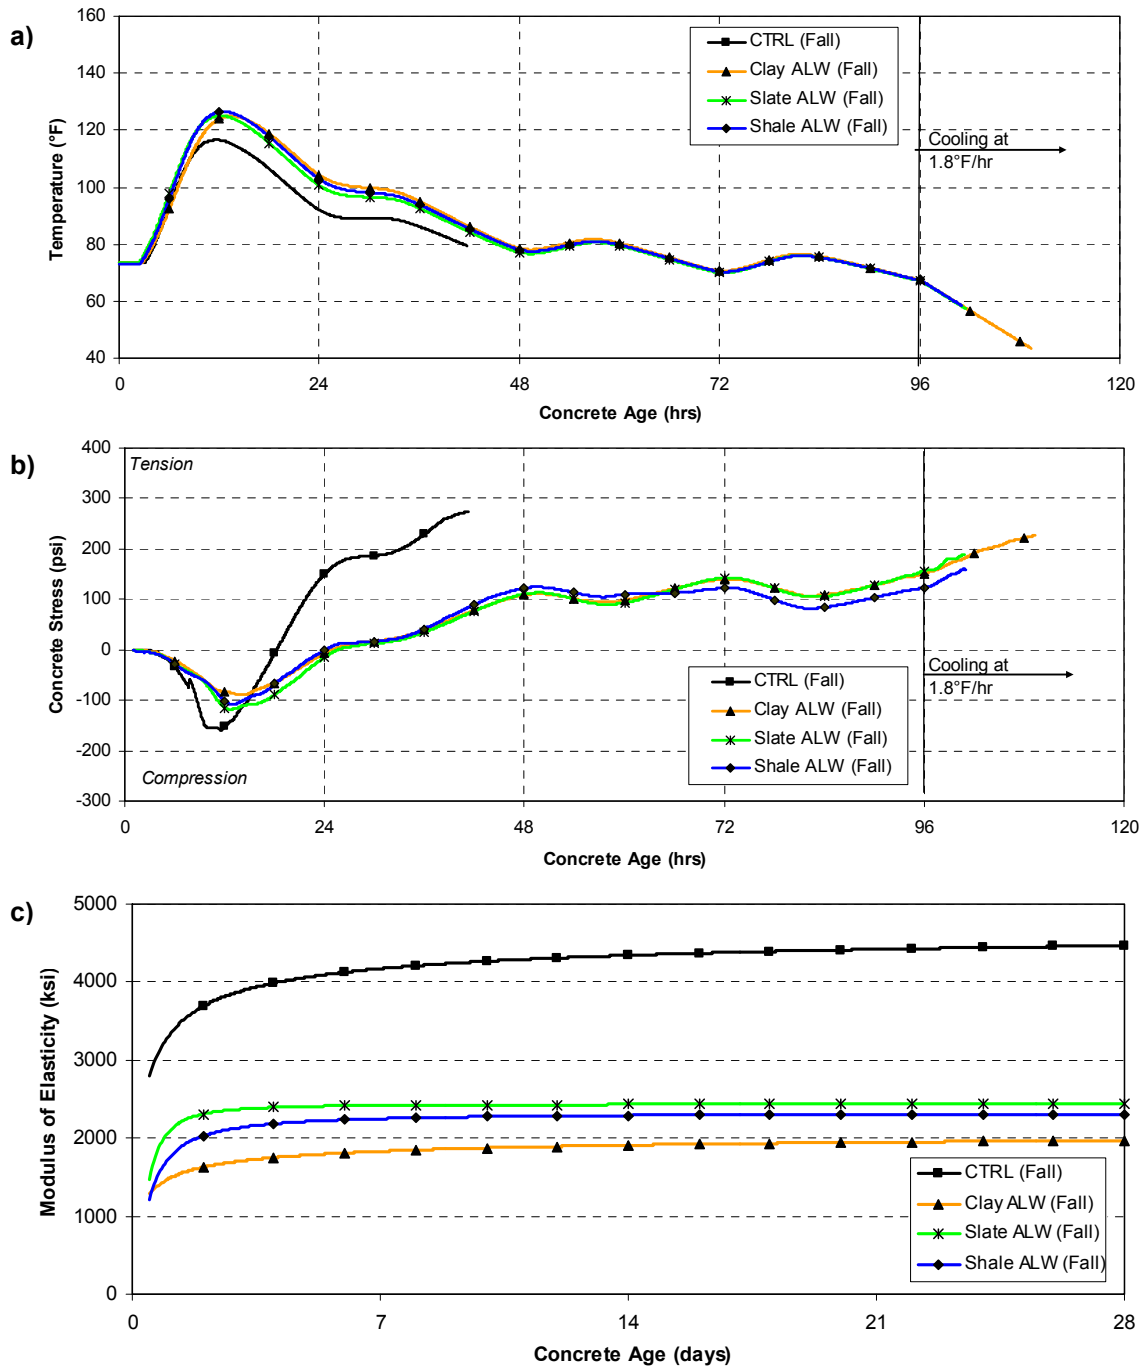 a)
Temperature (°F)
160
140
120
100
80
60
40
CTRL (Fall)
Clay ALW (Fall)
Slate ALW (Fall)
Shale ALW (Fall)
Cooling at
1.8°F/hr
0 24 48 72 96 120
Concrete Age (hrs)
b)
Concrete Stress (psi)
400
Tension
300
200
100
0
-100
-200
Compression
-300
Cooling at
1.8°F/hr
CTRL (Fall)
Clay ALW (Fall)
Slate ALW (Fall)
Shale ALW (Fall)
0 24 48 72 96 120
Concrete Age (hrs)
c)
Modulus of Elasticity (ksi)
5000
4000
3000
2000
1000
0
CTRL (Fall)
Clay ALW (Fall)
Slate ALW (Fall)
Shale ALW (Fall)
0 7 14 21 28
Concrete Age (days)